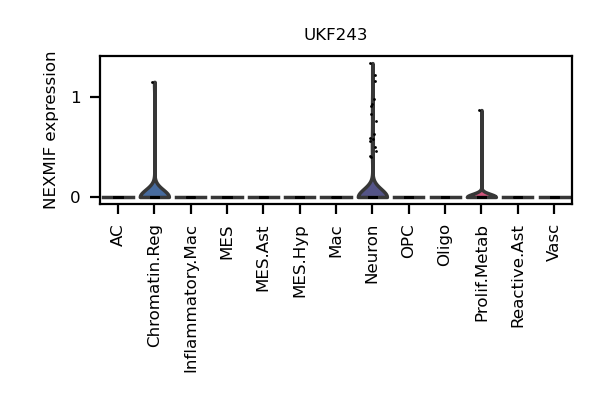 UKF243
NEXMIF expression
1
0
AC
Chromatin.Reg
Inflammatory.Mac
MES
MES.Ast
MES.Hyp
Mac
Neuron
OPC
Oligo
Prolif.Metab
Reactive.Ast
Vasc